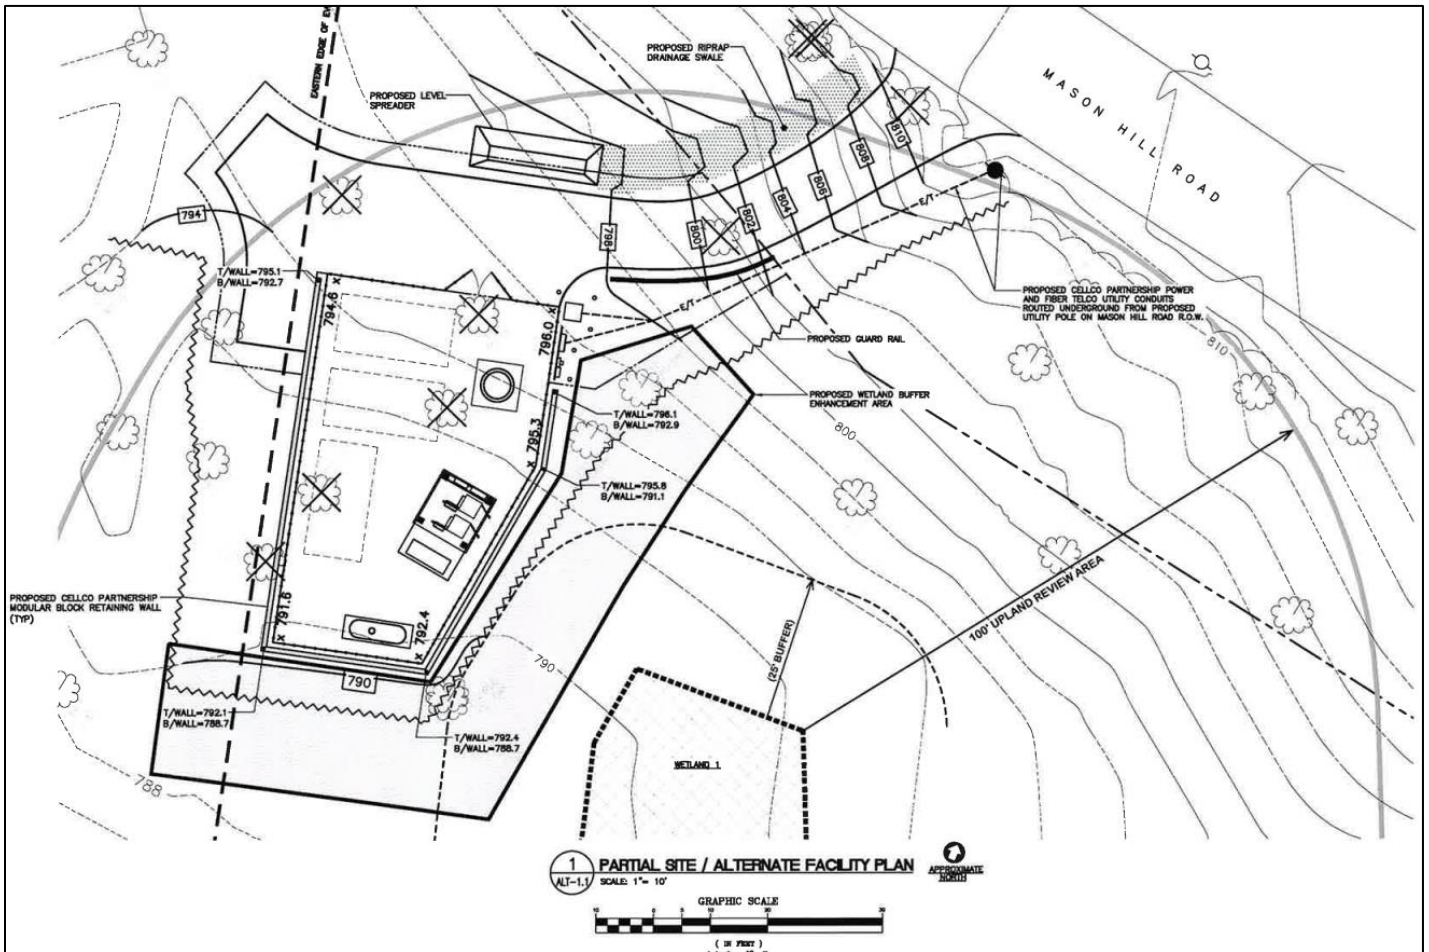 EASTERN EDGE OF
PROPOSED RIPRAP
DRAINAGE SWALE
PROPOSED LEVEL
SPREADER
MASON HILL ROAD
810
808
806
804
802
800
798
E/T
E/T
794
T/WALL=795.1
B/WALL=792.7
794.6
796.0
PROPOSED CELLCO PARTNERSHIP POWER
AND FIBER TELCO UTILITY CONDUITS
ROUTED UNDERGROUND FROM PROPOSED
UTILITY POLE ON MASON HILL ROAD R.O.W.
PROPOSED GUARD RAIL
810
PROPOSED WETLAND BUFFER
ENHANCEMENT AREA
T/WALL=796.1
B/WALL=792.9
795.3
800
T/WALL=795.8
B/WALL=791.1
PROPOSED CELLCO PARTNERSHIP
MODULAR BLOCK RETAINING WALL
(TYP)
791.6
792.4
100' UPLAND REVIEW AREA
(25' BUFFER)
790
790
T/WALL=792.1
B/WALL=788.7
T/WALL=792.4
B/WALL=788.7
WETLAND 1
788
1
ALT-1.1
PARTIAL SITE / ALTERNATE FACILITY PLAN
SCALE: 1"= 10'
APPROXIMATE
NORTH
GRAPHIC SCALE
10 0 5 10 20
( IN FEET )